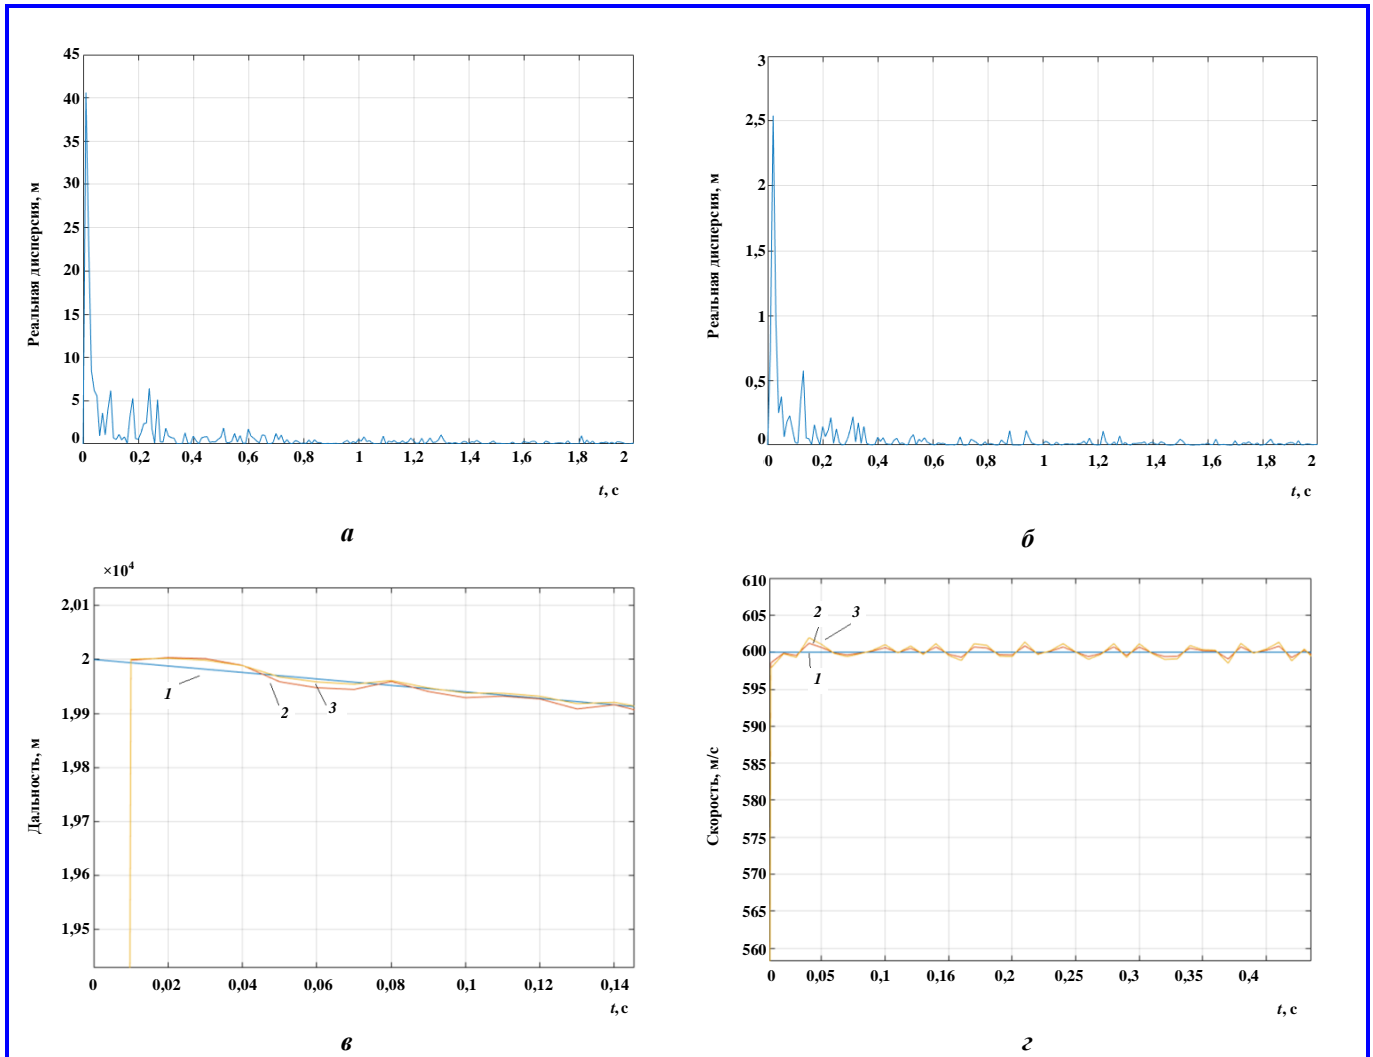 45
40
35
30
25
20
15
10
5
0
Реальная дисперсия, м
0 0,2 0,4 0,6 0,8 1 1,2 1,4 1,6 1,8 2
t, с
а
3
2,5
2
1,5
1
0,5
0
Реальная дисперсия, м
0 0,2 0,4 0,6 0,8 1 1,2 1,4 1,6 1,8 2
t, с
б
×10⁴
2,01
2
1,99
1,98
1,97
1,96
1,95
Дальность, м
1
2
3
0 0,02 0,04 0,06 0,08 0,1 0,12 0,14
t, с
в
610
605
600
595
590
585
580
575
570
565
560
Скорость, м/с
2 3
1
0 0,05 0,1 0,16 0,2 0,25 0,3 0,35 0,4
t, с
г